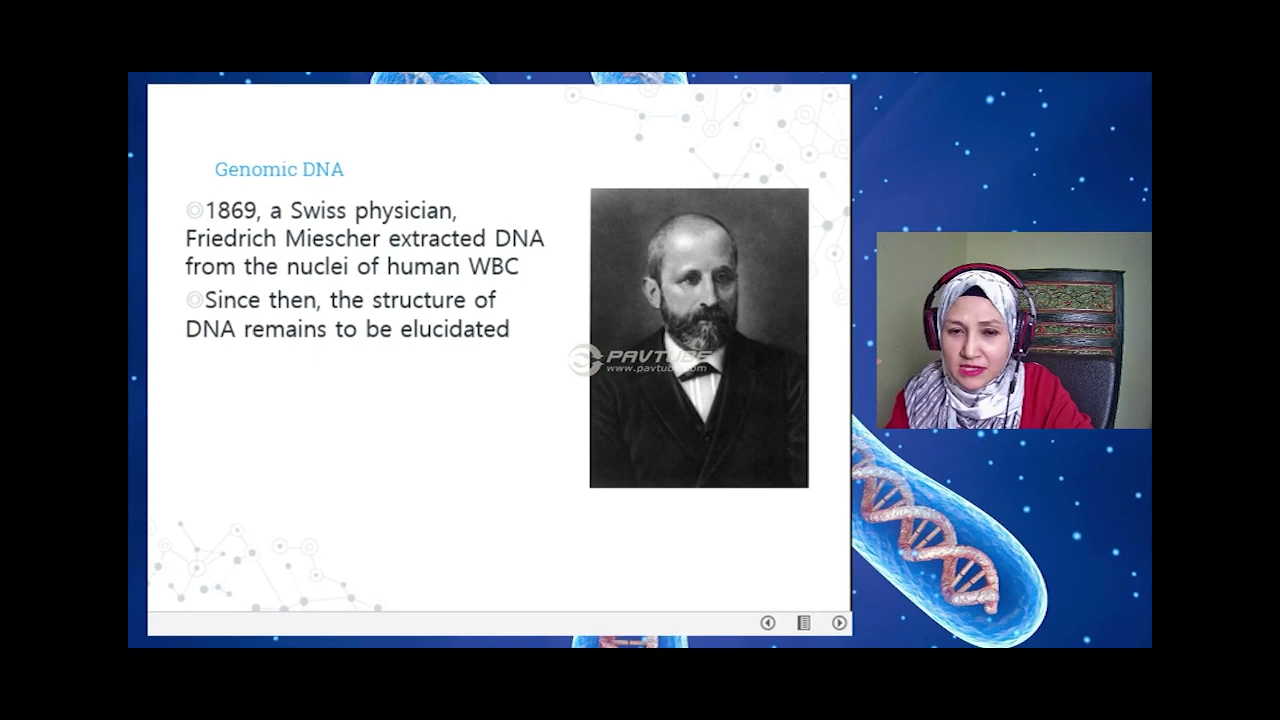 Genomic DNA
1869, a Swiss physician,
Friedrich Miescher extracted DNA
from the nuclei of human WBC
Since then, the structure of
DNA remains to be elucidated
PAVTUBE
www.pavtube.com